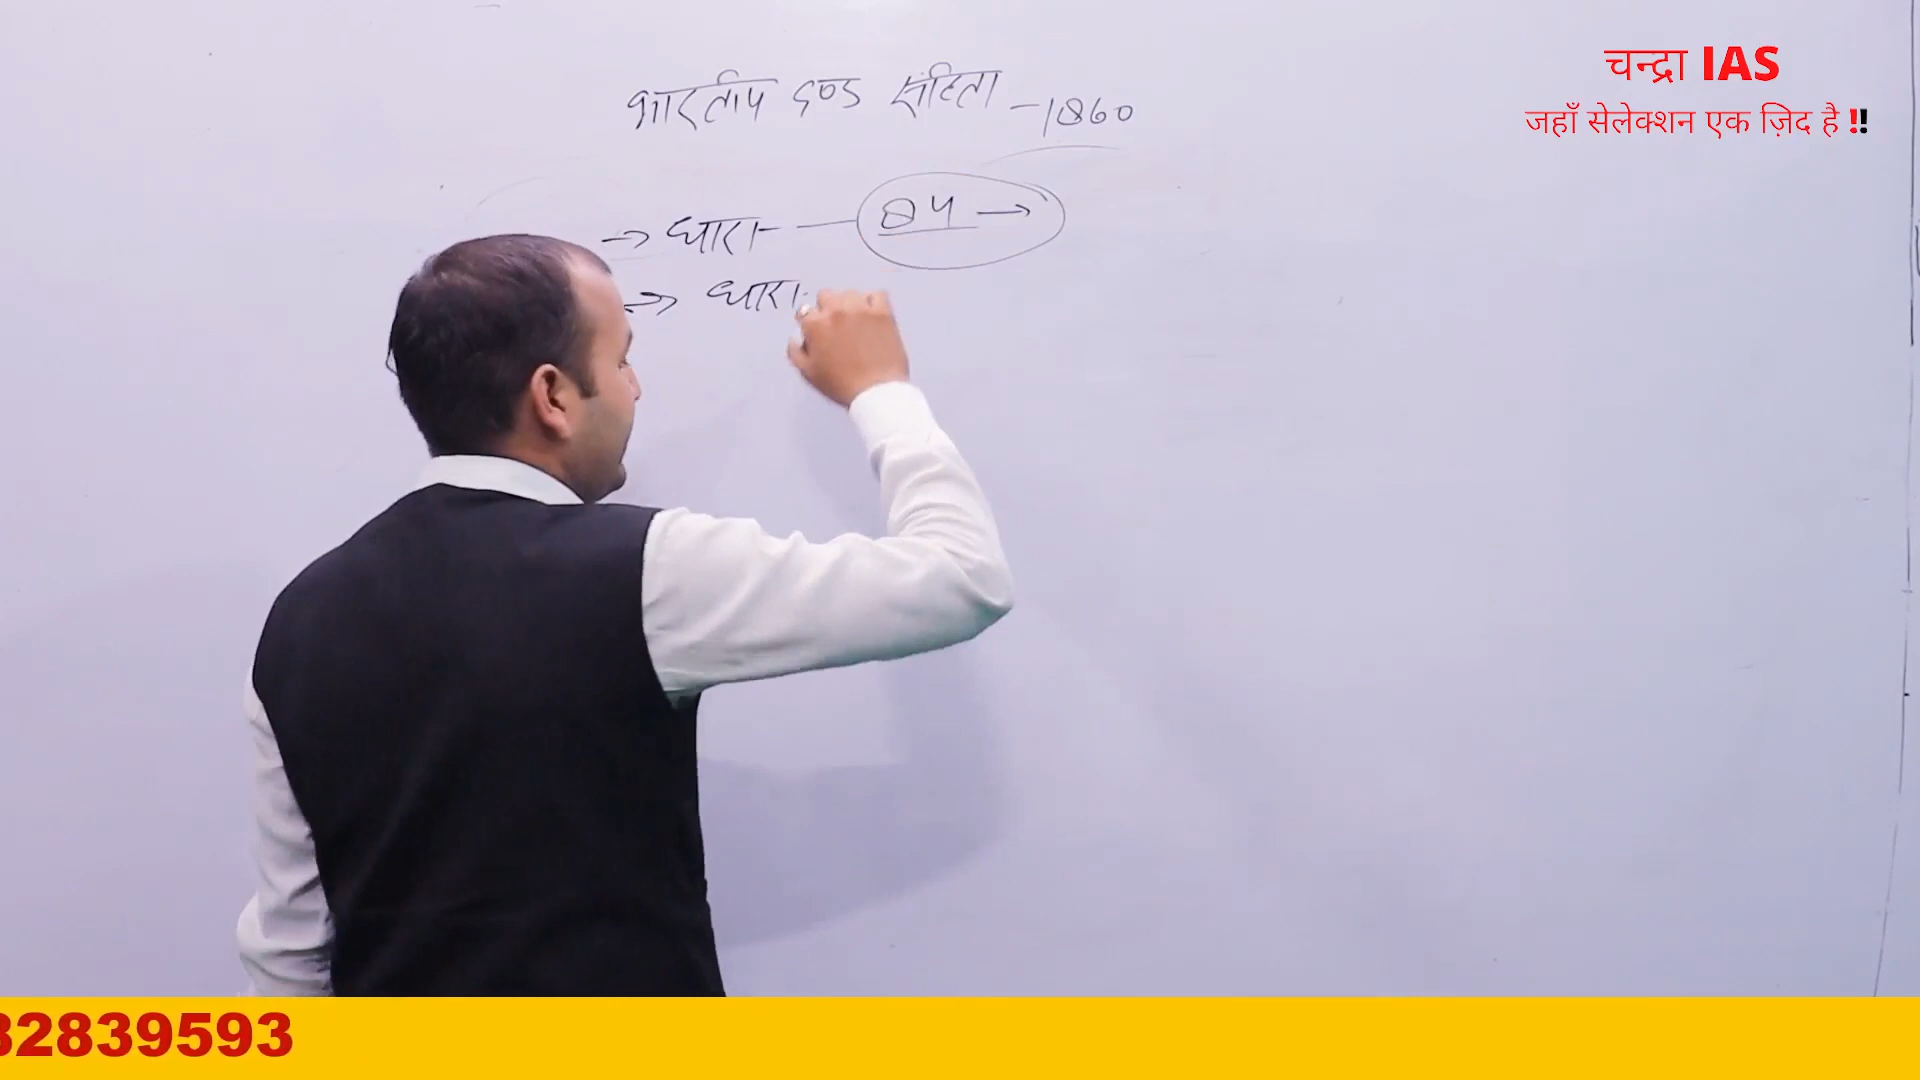 चन्द्रा IAS
जहाँ सेलेक्शन एक ज़िद है !!
भारतीय दण्ड संहिता -1860
→ धारा - 84 →
→ धारा-
32839593